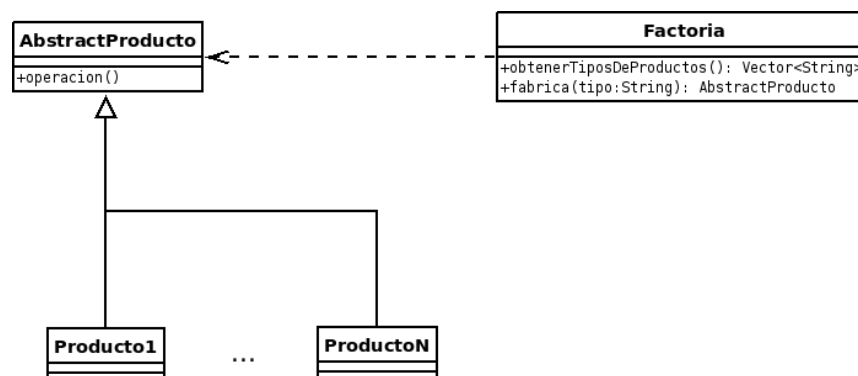 AbstractProducto
+operacion()
Factoria
+obtenerTiposDeProductos(): Vector<String>
+fabrica(tipo:String): AbstractProducto
Producto1
...
ProductoN